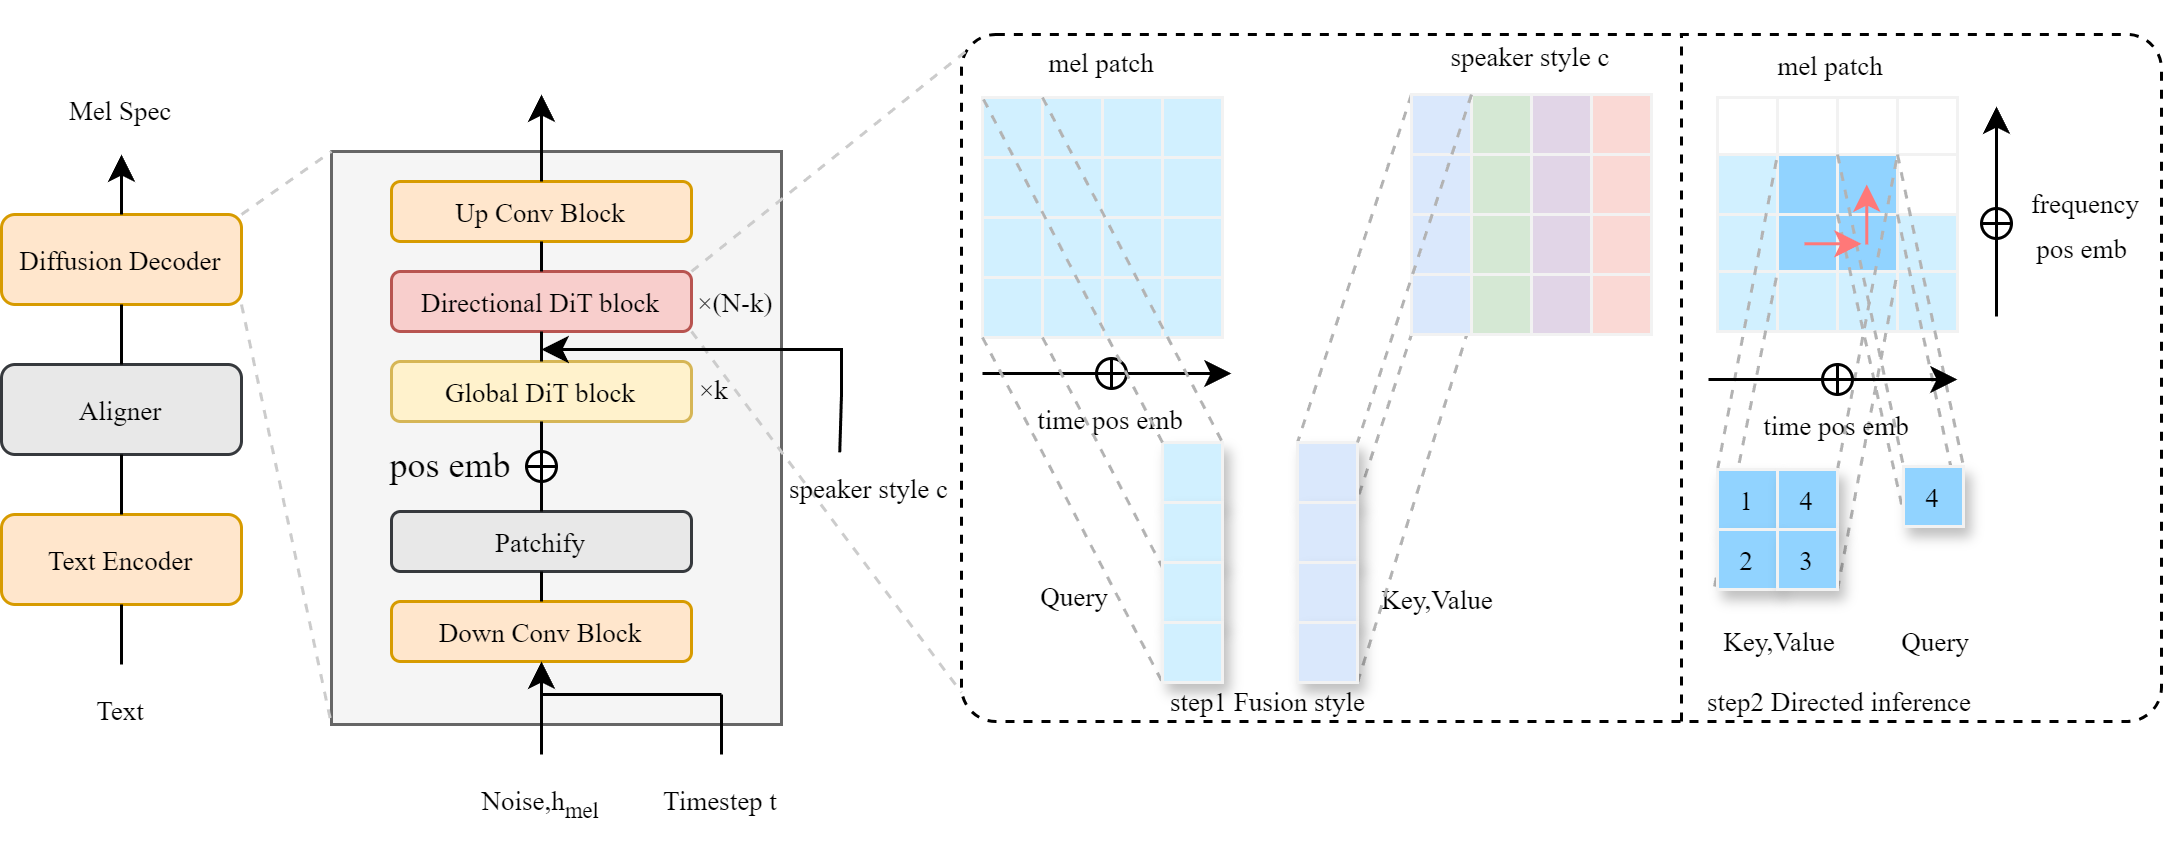 Mel Spec
Diffusion Decoder
Aligner
Text Encoder
Text
Up Conv Block
Directional DiT block
×(N-k)
Global DiT block
×k
pos emb
speaker style c
Patchify
Down Conv Block
Noise,hmel
Timestep t
mel patch
speaker style c
time pos emb
Query
Key,Value
step1 Fusion style
mel patch
frequency
pos emb
time pos emb
1 4
2 3
4
Key,Value
Query
step2 Directed inference